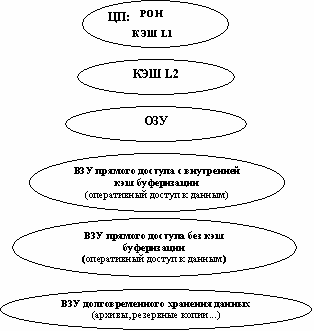 ЦП: РОН
КЭШ L1
КЭШ L2
ОЗУ
ВЗУ прямого доступа с внутренней
кэш буферизации
(оперативный доступ к данным)
ВЗУ прямого доступа без кэш
буферизации
(оперативный доступ к данным)
ВЗУ долговременного хранения данных
(архивы, резервные копии...)